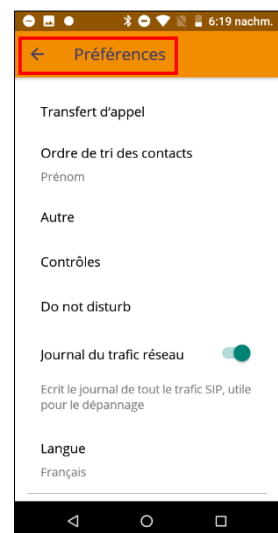 6:19 nachm.
Préférences
Transfert d'appel
Ordre de tri des contacts
Prénom
Autre
Contrôles
Do not disturb
Journal du trafic réseau
Ecrit le journal de tout le trafic SIP, utile
pour le dépannage
Langue
Français